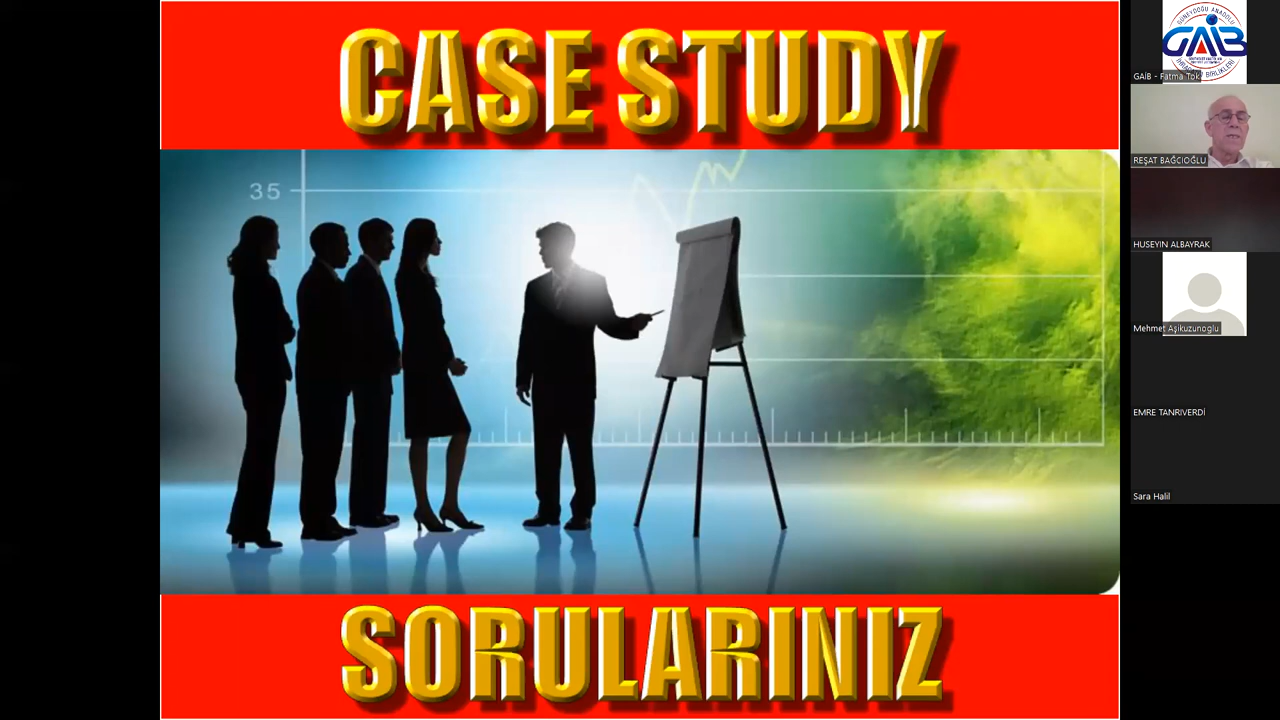 CASE STUDY
35
SORULARINIZ
GÜNEYDOĞU ANADOLU
GAİB
GAİB - Fatma Tok
REŞAT BAĞCIOĞLU
HUSEYIN ALBAYRAK
Mehmet Aşikuzunoglu
EMRE TANRIVERDİ
Sara Halil